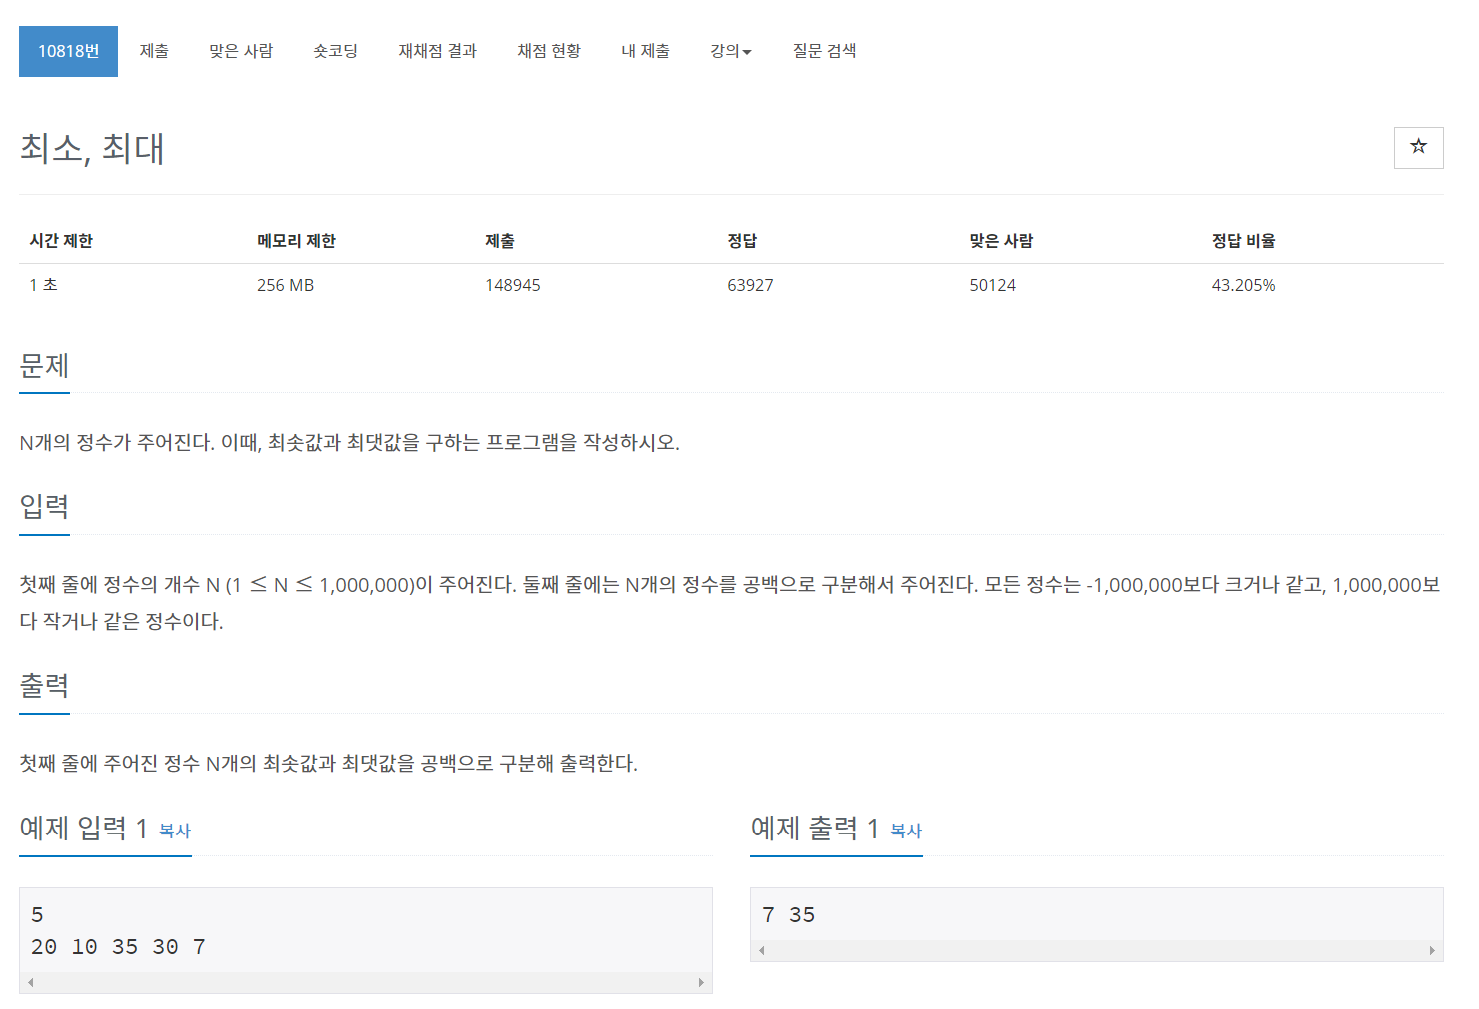 10818번 제출 맞은 사람 숏코딩 재채점 결과 채점 현황 내 제출 강의 질문 검색
최소, 최대
시간 제한 메모리 제한 제출 정답 맞은 사람 정답 비율
1 초 256 MB 148945 63927 50124 43.205%
문제
N개의 정수가 주어진다. 이때, 최솟값과 최댓값을 구하는 프로그램을 작성하시오.
입력
첫째 줄에 정수의 개수 N (1 ≤ N ≤ 1,000,000)이 주어진다. 둘째 줄에는 N개의 정수를 공백으로 구분해서 주어진다. 모든 정수는 -1,000,000보다 크거나 같고, 1,000,000보
다 작거나 같은 정수이다.
출력
첫째 줄에 주어진 정수 N개의 최솟값과 최댓값을 공백으로 구분해 출력한다.
예제 입력 1 복사
5
20 10 35 30 7
예제 출력 1 복사
7 35